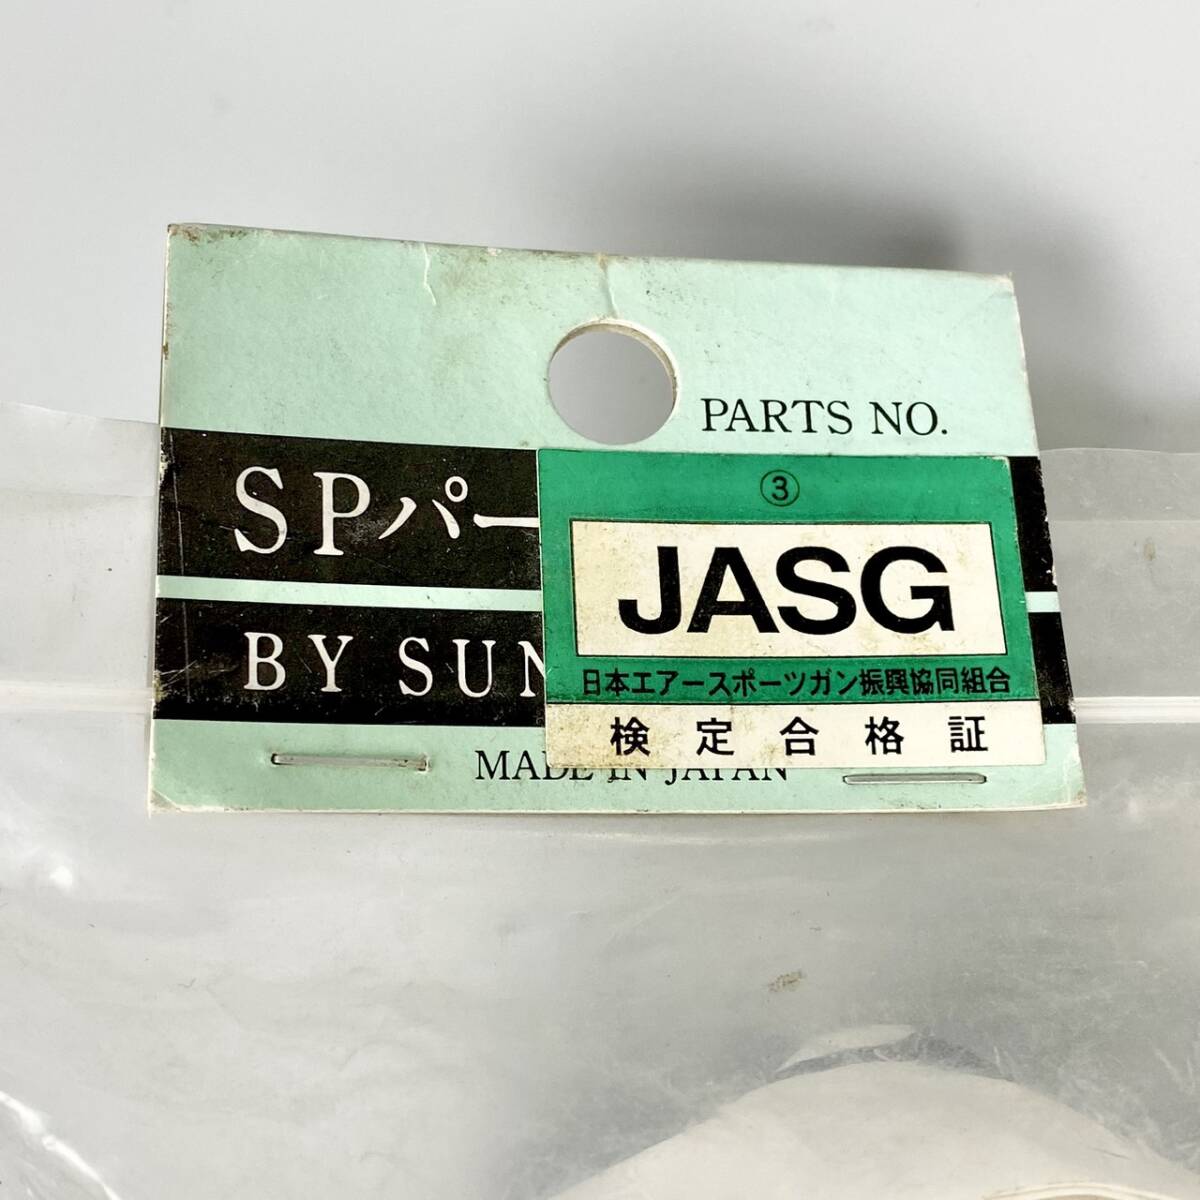 PARTS NO.
③
SPパー
JASG
BY SUN
日本エアースポーツガン振興協同組合
検定合格証
MADE IN JAPAN